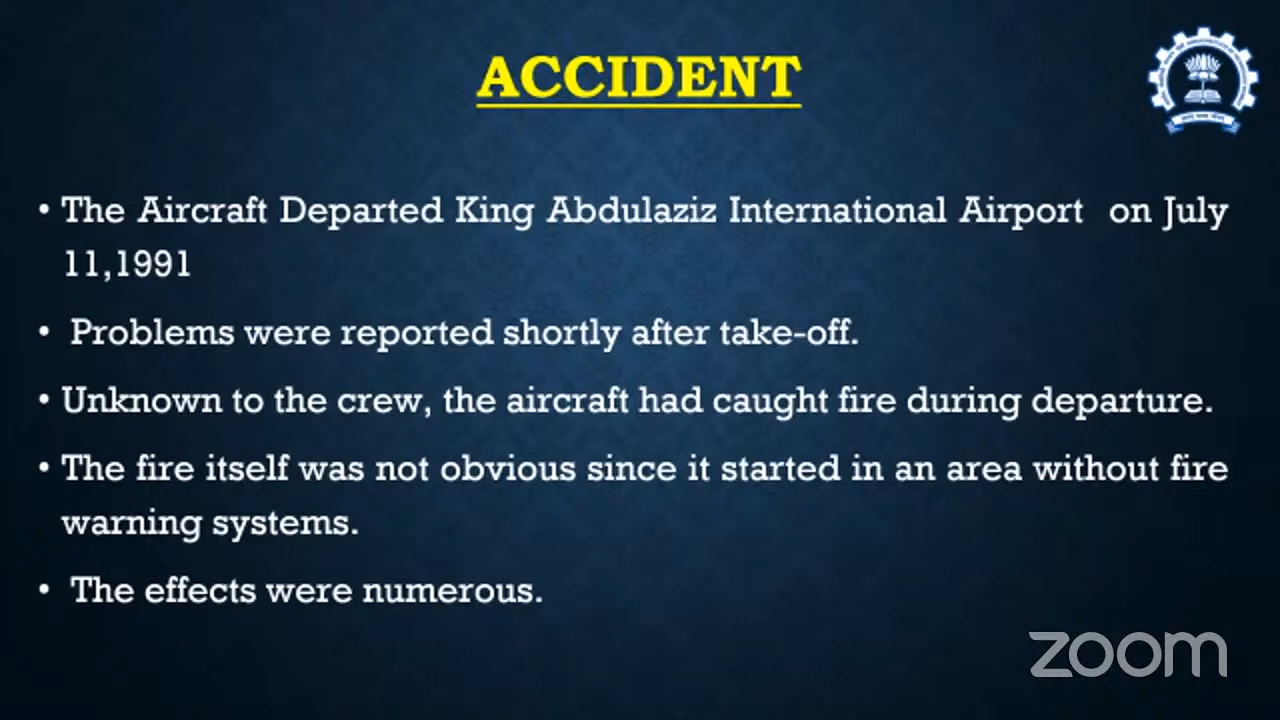 ACCIDENT
• The Aircraft Departed King Abdulaziz International Airport on July
11,1991
• Problems were reported shortly after take-off.
• Unknown to the crew, the aircraft had caught fire during departure.
• The fire itself was not obvious since it started in an area without fire
warning systems.
• The effects were numerous.
zoom